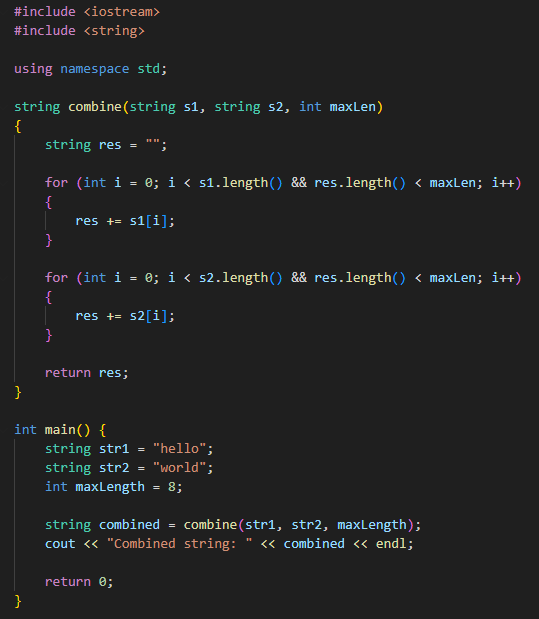 #include <iostream>
#include <string>
using namespace std;
string combine(string s1, string s2, int maxLen)
{
string res = "";
for (int i = 0; i < s1.length() && res.length() < maxLen; i++)
{
res += s1[i];
}
for (int i = 0; i < s2.length() && res.length() < maxLen; i++)
{
res += s2[i];
}
return res;
}
int main() {
string str1 = "hello";
string str2 = "world";
int maxLength = 8;
string combined = combine(str1, str2, maxLength);
cout << "Combined string: " << combined << endl;
return 0;
}